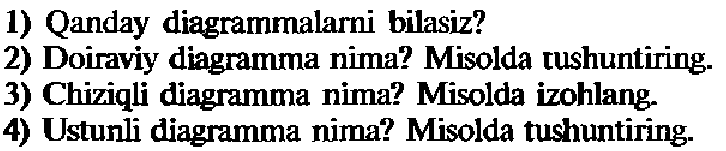 1) Qanday diagrammalarni bilasiz?
2) Doiraviy diagramma nima? Misolda tushuntiring.
3) Chiziqli diagramma nima? Misolda izohlang.
4) Ustunli diagramma nima? Misolda tushuntiring.